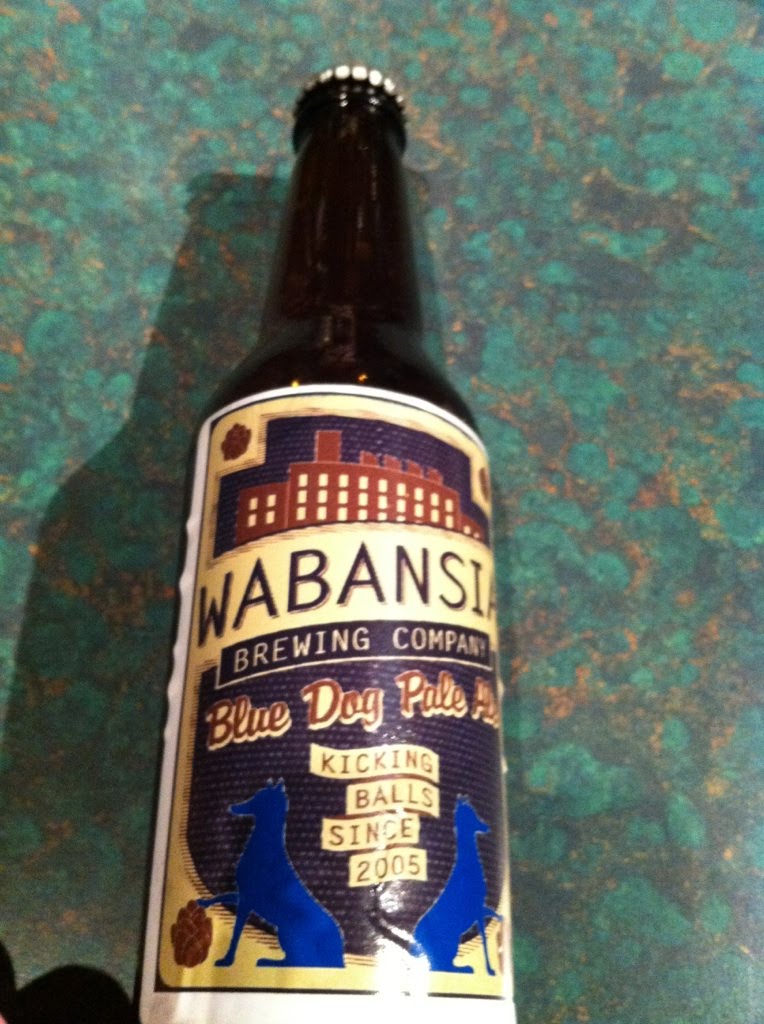 WABANSIA
BREWING COMPANY
Blue Dog Pale Ale
KICKING
BALLS
SINCE
2005